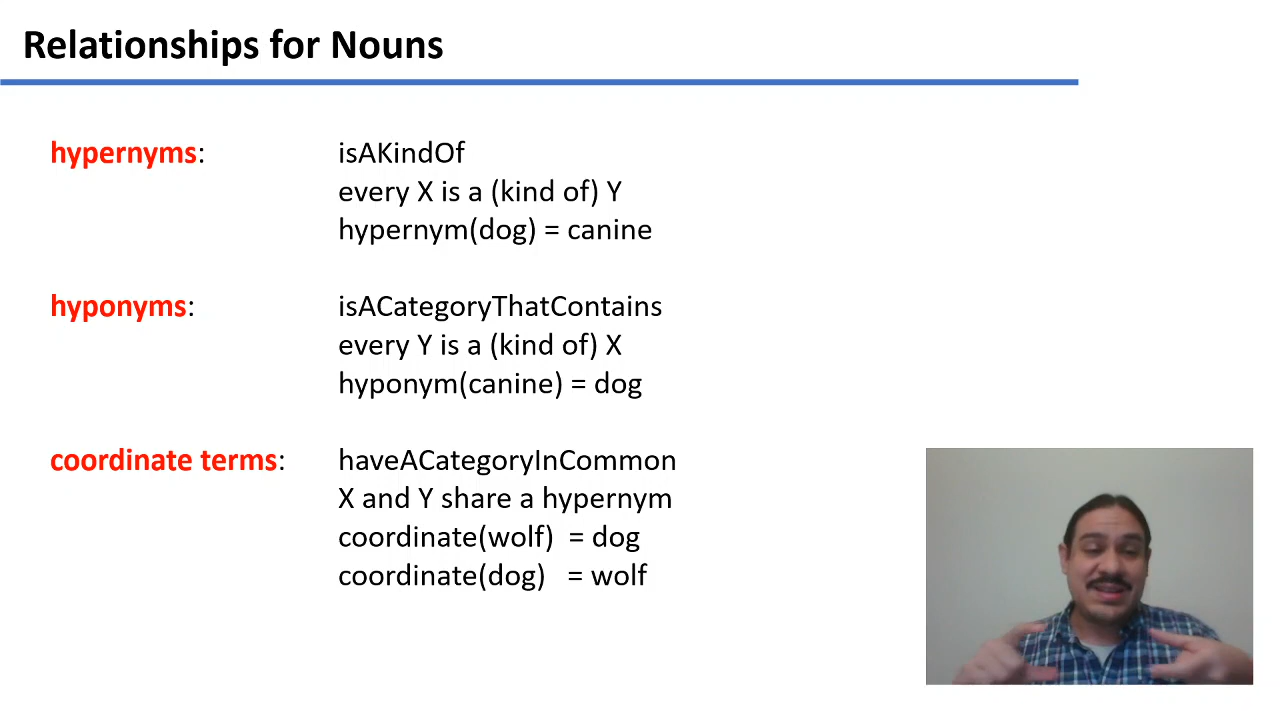 Relationships for Nouns
hypernyms: isAKindOf
every X is a (kind of) Y
hypernym(dog) = canine
hyponyms: isACategoryThatContains
every Y is a (kind of) X
hyponym(canine) = dog
coordinate terms: haveACategoryInCommon
X and Y share a hypernym
coordinate(wolf) = dog
coordinate(dog) = wolf